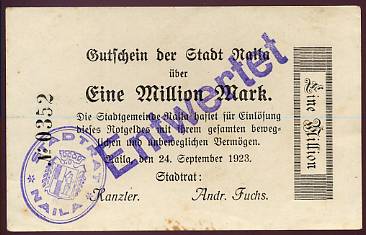 Gutschein der Stadt Naila
über
Eine Million Mark.
Die Stadtgemeinde Naila haftet für Einlösung
dieses Notgeldes mit ihrem gesamten beweg-
lichen und unbeweglichen Vermögen.
Naila, den 24. September 1923.
Stadtrat:
Kanzler. Andr. Fuchs.
№ 0352
Eine Million
Entwertet
STADTRAT
NAILA